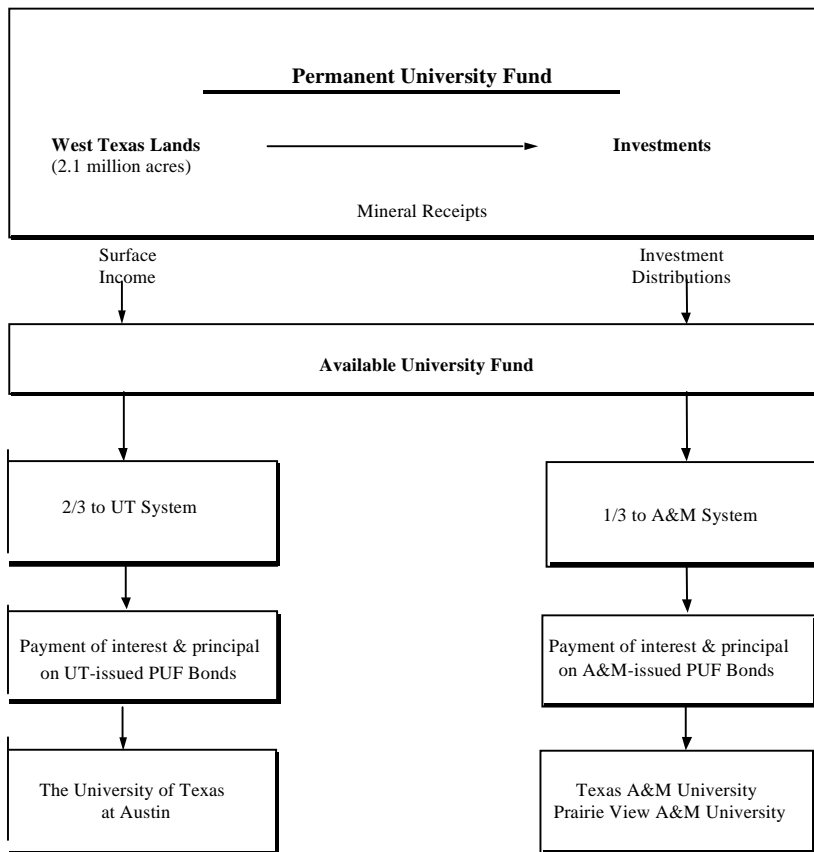 Permanent University Fund
West Texas Lands
(2.1 million acres)
Investments
Mineral Receipts
Surface
Income
Investment
Distributions
Available University Fund
2/3 to UT System
1/3 to A&M System
Payment of interest & principal
on UT-issued PUF Bonds
Payment of interest & principal
on A&M-issued PUF Bonds
The University of Texas
at Austin
Texas A&M University
Prairie View A&M University